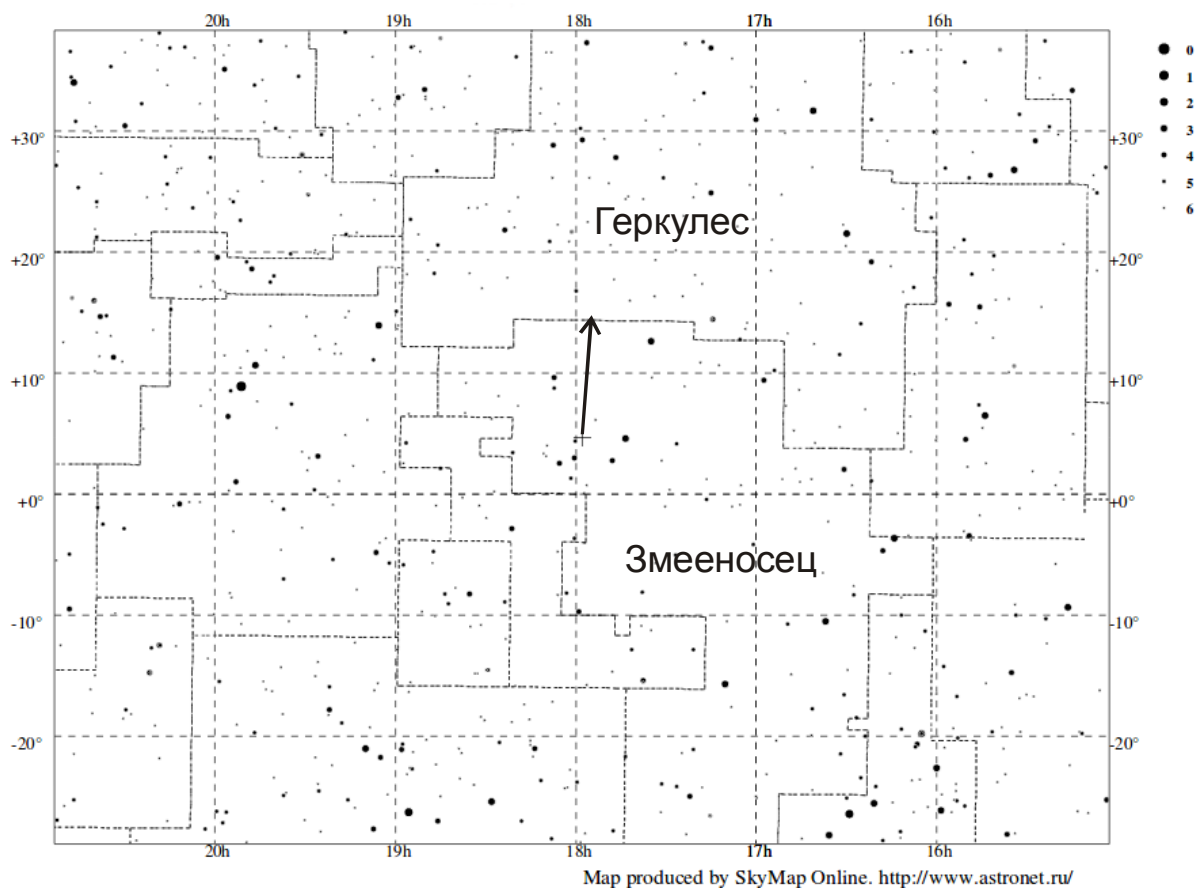 20h 19h 18h 17h 16h
0
1
2
3
4
5
6
+30° +30°
+20° +20°
Геркулес
+10° +10°
+0° +0°
Змееносец
-10° -10°
-20° -20°
20h 19h 18h 17h 16h
Map produced by SkyMap Online. http://www.astronet.ru/